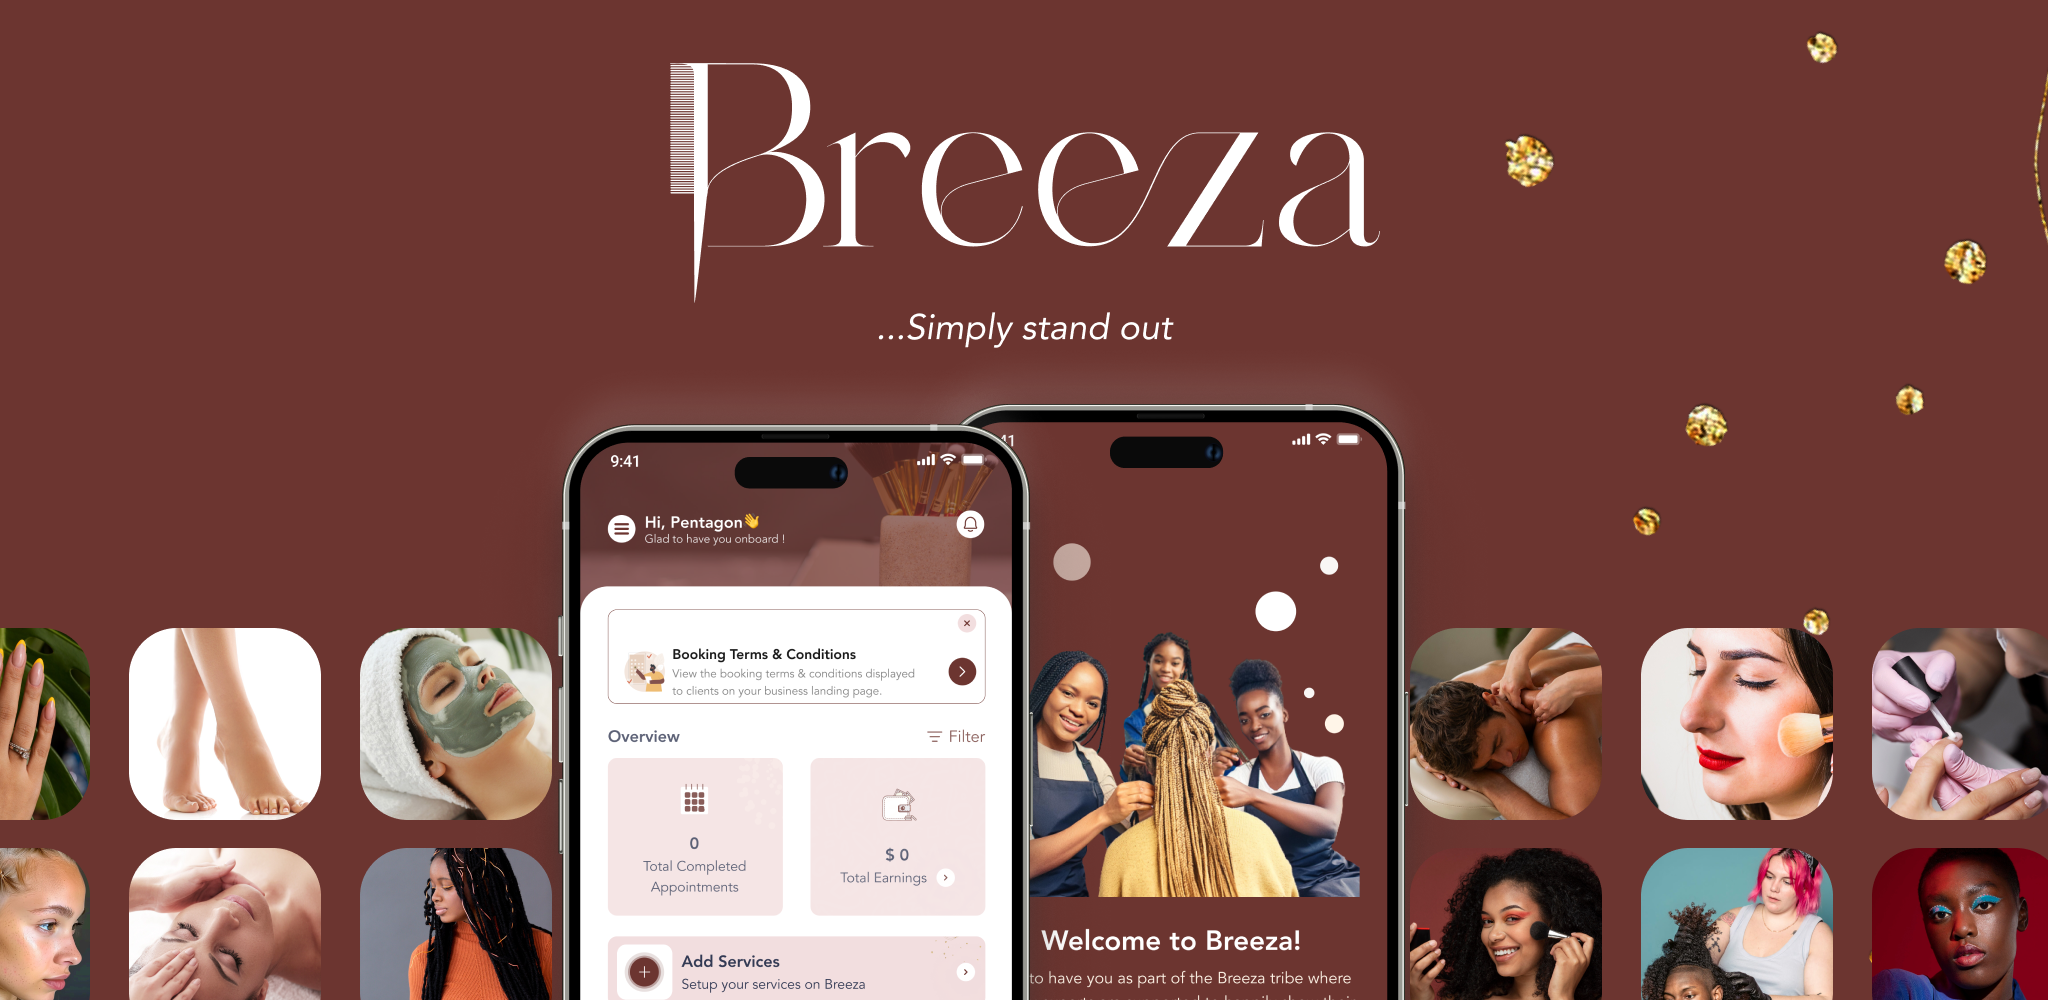 Breeza
...Simply stand out
9:41
Hi, Pentagon👋
Glad to have you onboard !
Booking Terms & Conditions
View the booking terms & conditions displayed
to clients on your business landing page.
Overview
Filter
0
Total Completed
Appointments
$ 0
Total Earnings
Add Services
Setup your services on Breeza
41
Welcome to Breeza!
to have you as part of the Breeza tribe where